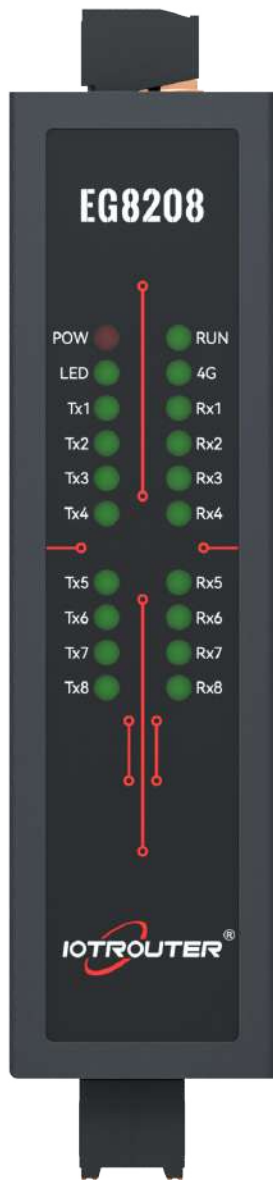 EG8208
POW RUN
LED 4G
Tx1 Rx1
Tx2 Rx2
Tx3 Rx3
Tx4 Rx4
Tx5 Rx5
Tx6 Rx6
Tx7 Rx7
Tx8 Rx8
IOTROUTER®